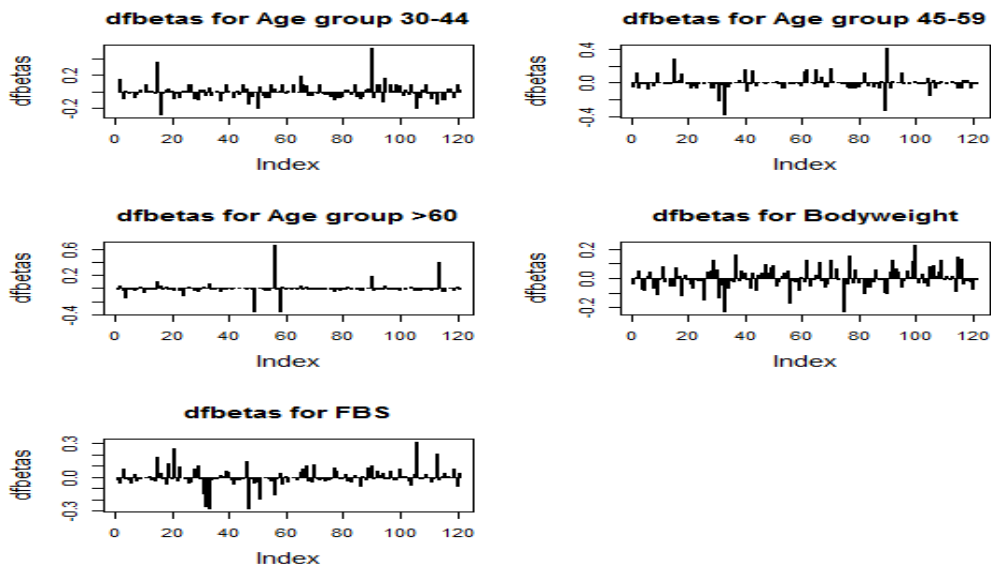 dfbetas for Age group 30-44
dfbetas
-0.2 0.2
0 20 40 60 80 100 120
Index
dfbetas for Age group 45-59
dfbetas
-0.4 0.0 0.4
0 20 40 60 80 100 120
Index
dfbetas for Age group >60
dfbetas
-0.4 0.2 0.6
0 20 40 60 80 100 120
Index
dfbetas for Bodyweight
dfbetas
-0.2 0.0 0.2
0 20 40 60 80 100 120
Index
dfbetas for FBS
dfbetas
-0.3 0.0 0.3
0 20 40 60 80 100 120
Index